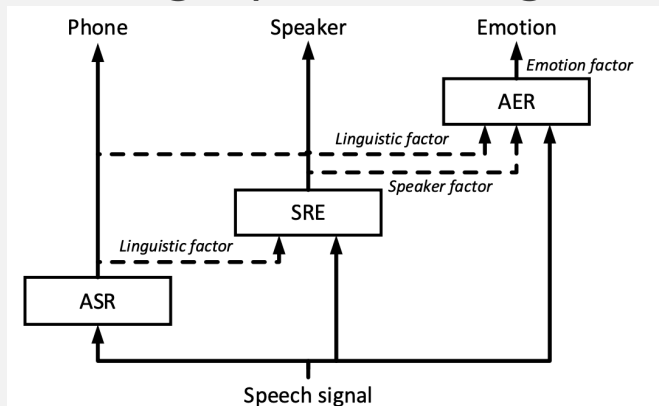 Phone
Speaker
Emotion
Emotion factor
AER
Linguistic factor
Speaker factor
SRE
Linguistic factor
ASR
Speech signal